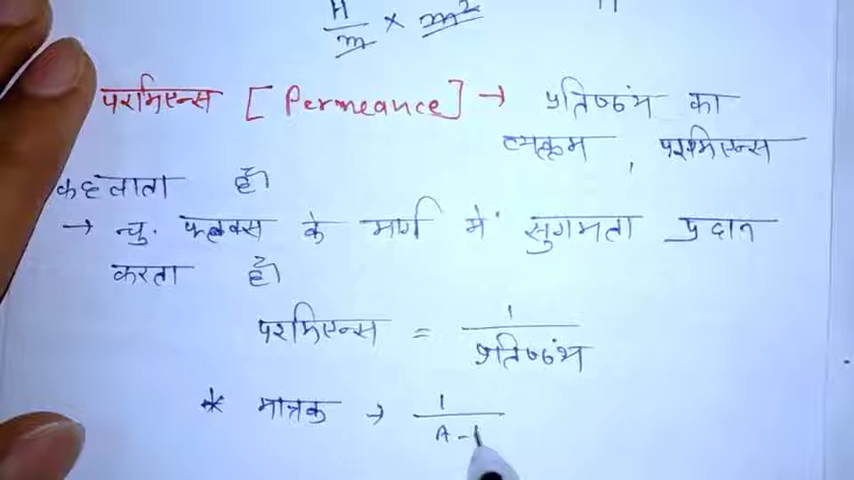 H/m × m²
परमिएन्स [Permeance] → प्रतिष्टंभ का
व्युत्क्रम , परमिएन्स
कहलाता है।
→ चु. फ्लक्स के मार्ग में सुगमता प्रदान
करता है।
परमिएन्स = 1/प्रतिष्टंभ
* मात्रक → 1/A-